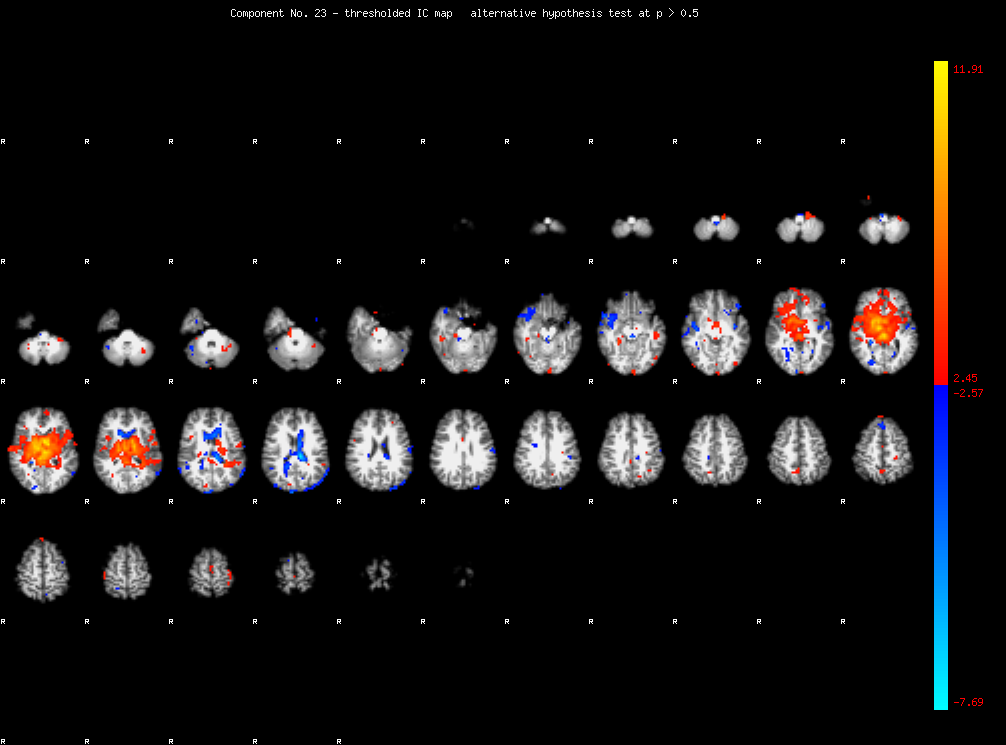 Component No. 23 - thresholded IC map   alternative hypothesis test at p > 0.5
11.91
R R R R R R R R R R R
R R R R R R R R R R R
2.45
R R R R R R R R R R R
-2.57
R R R R R R R R R R R
R R R R R R R R R R R
-7.69
R R R R R